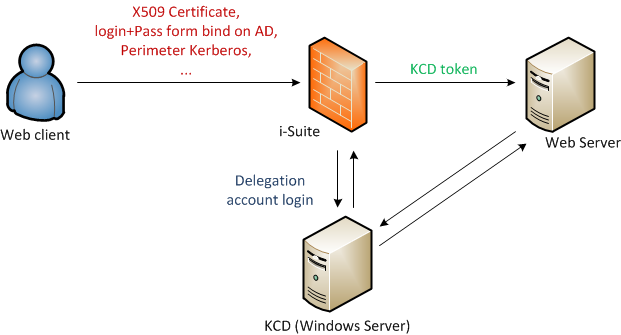 X509 Certificate,
login+Pass form bind on AD,
Perimeter Kerberos,
...
KCD token
Web client
i-Suite
Web Server
Delegation
account login
KCD (Windows Server)